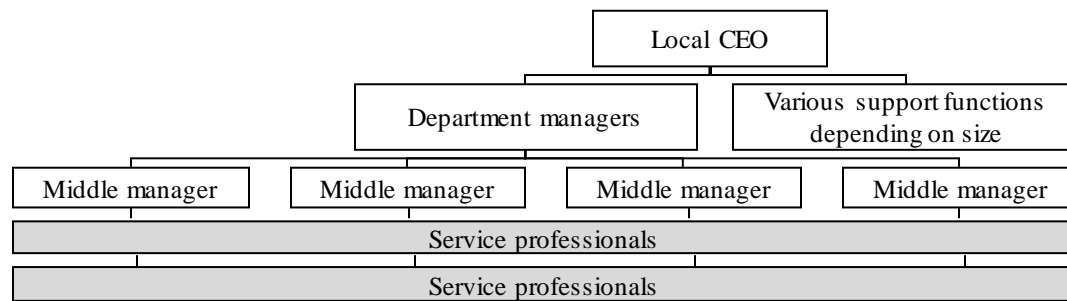 Local CEO
Department managers
Various support functions
depending on size
Middle manager
Middle manager
Middle manager
Middle manager
Service professionals
Service professionals